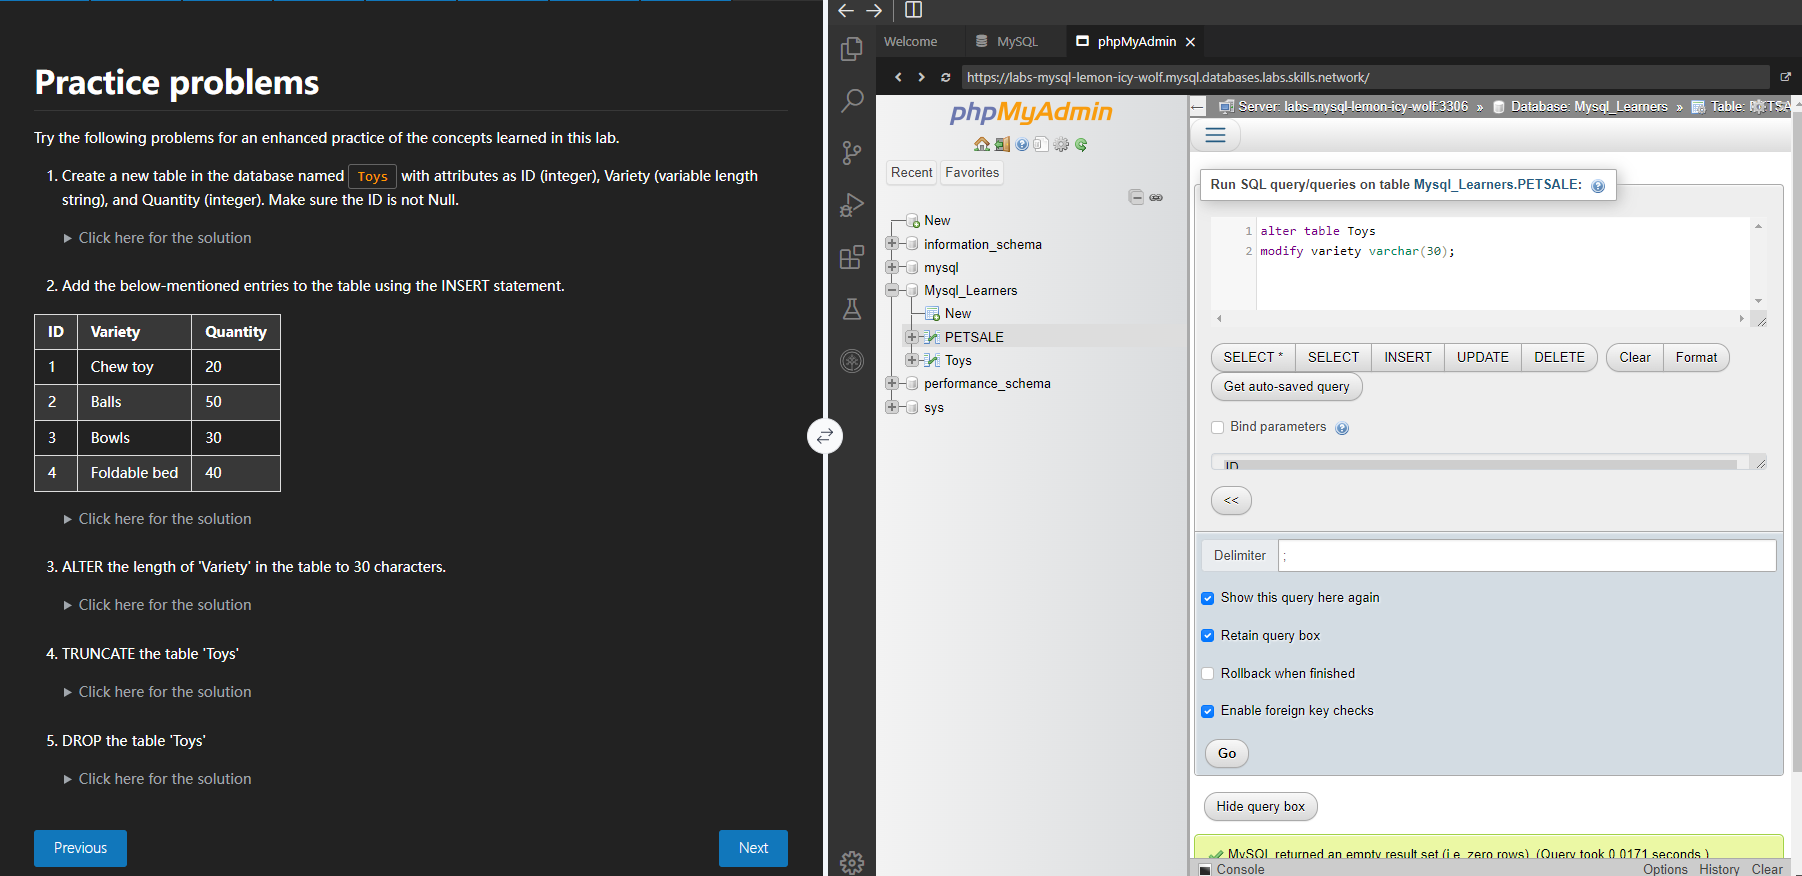 Practice problems
Try the following problems for an enhanced practice of the concepts learned in this lab.
1. Create a new table in the database named Toys with attributes as ID (integer), Variety (variable length
string), and Quantity (integer). Make sure the ID is not Null.
▶ Click here for the solution
2. Add the below-mentioned entries to the table using the INSERT statement.
ID Variety Quantity
1 Chew toy 20
2 Balls 50
3 Bowls 30
4 Foldable bed 40
▶ Click here for the solution
3. ALTER the length of 'Variety' in the table to 30 characters.
▶ Click here for the solution
4. TRUNCATE the table 'Toys'
▶ Click here for the solution
5. DROP the table 'Toys'
▶ Click here for the solution
Previous
Next
Welcome MySQL phpMyAdmin
https://labs-mysql-lemon-icy-wolf.mysql.databases.labs.skills.network/
phpMyAdmin
Recent Favorites
New
information_schema
mysql
Mysql_Learners
New
PETSALE
Toys
performance_schema
sys
Server: labs-mysql-lemon-icy-wolf:3306 » Database: Mysql_Learners » Table:
Run SQL query/queries on table Mysql_Learners.PETSALE:
1 alter table Toys
2 modify variety varchar(30);
SELECT * SELECT INSERT UPDATE DELETE Clear Format
Get auto-saved query
Bind parameters
ID
<<
Delimiter ;
Show this query here again
Retain query box
Rollback when finished
Enable foreign key checks
Go
Hide query box
MySQL returned an empty result set (i.e. zero rows). (Query took 0.0171 seconds.)
Console Options History Clear